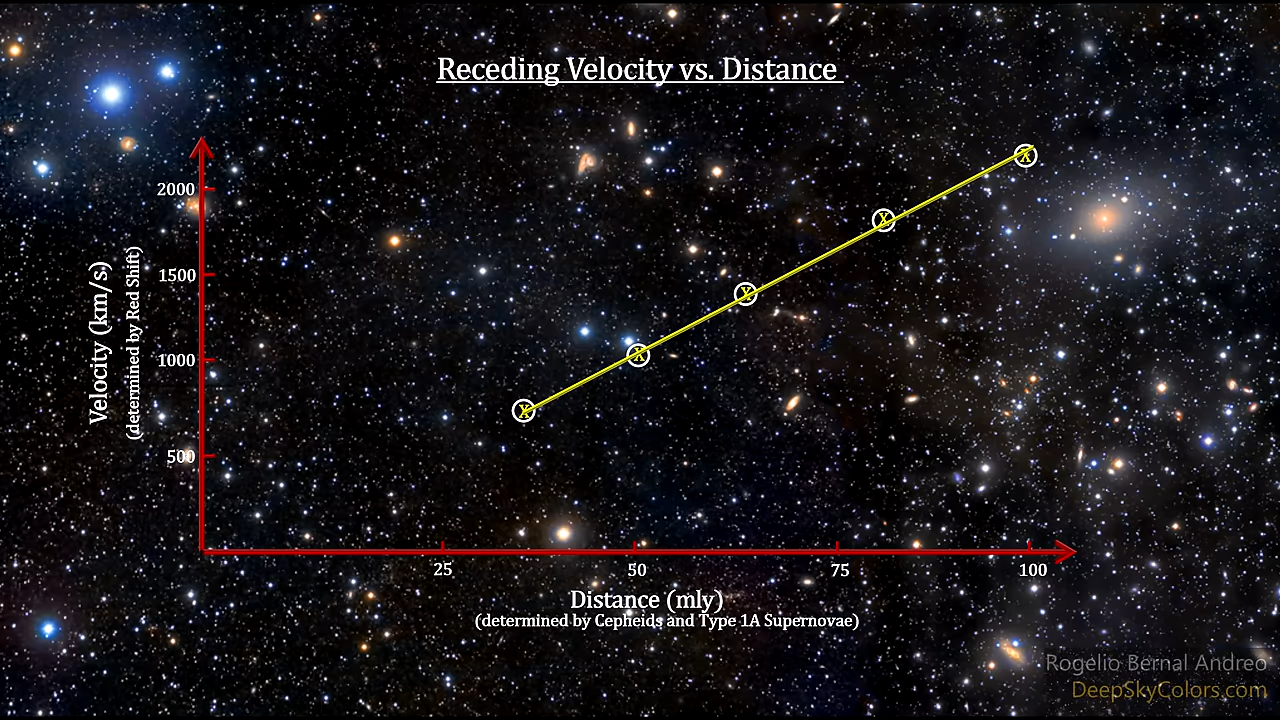 Receding Velocity vs. Distance
2000
1500
1000
500
Velocity (km/s)
(determined by Red Shift)
X
X
X
X
X
25 50 75 100
Distance (mly)
(determined by Cepheids and Type 1A Supernovae)
Rogelio Bernal Andreo
DeepSkyColors.com